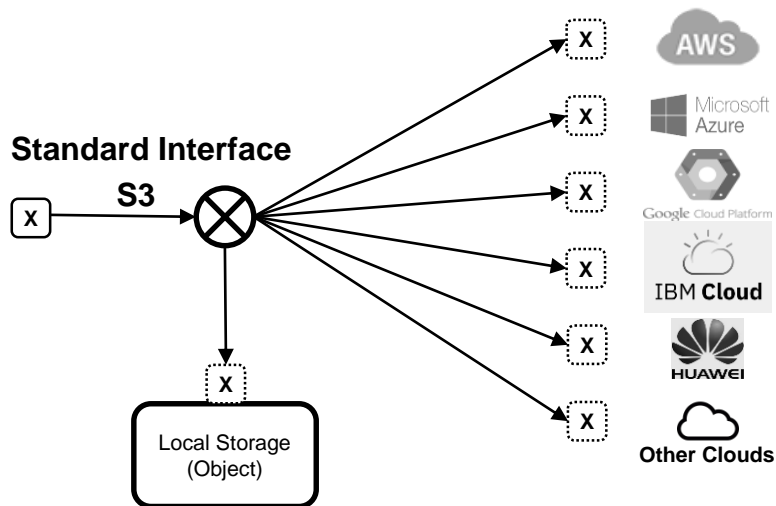 X
AWS
X
Microsoft
Azure
Standard Interface
S3
X
X
Google Cloud Platform
X
IBM Cloud
X
HUAWEI
X
X
Local Storage
(Object)
X
Other Clouds